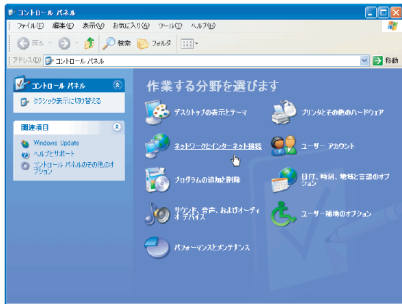 コントロール パネル
ファイル(F) 編集(E) 表示(V) お気に入り(A) ツール(T) ヘルプ(H)
戻る 検索 フォルダ
アドレス(D) コントロール パネル 移動
コントロール パネル
クラシック表示に切り替える
関連項目
Windows Update
ヘルプとサポート
コントロール パネルのその他のオプション
作業する分野を選びます
デスクトップの表示とテーマ
プリンタとその他のハードウェア
ネットワークとインターネット接続
ユーザー アカウント
プログラムの追加と削除
日付、時刻、地域と言語のオプション
サウンド、音声、およびオーディオ デバイス
ユーザー補助のオプション
パフォーマンスとメンテナンス